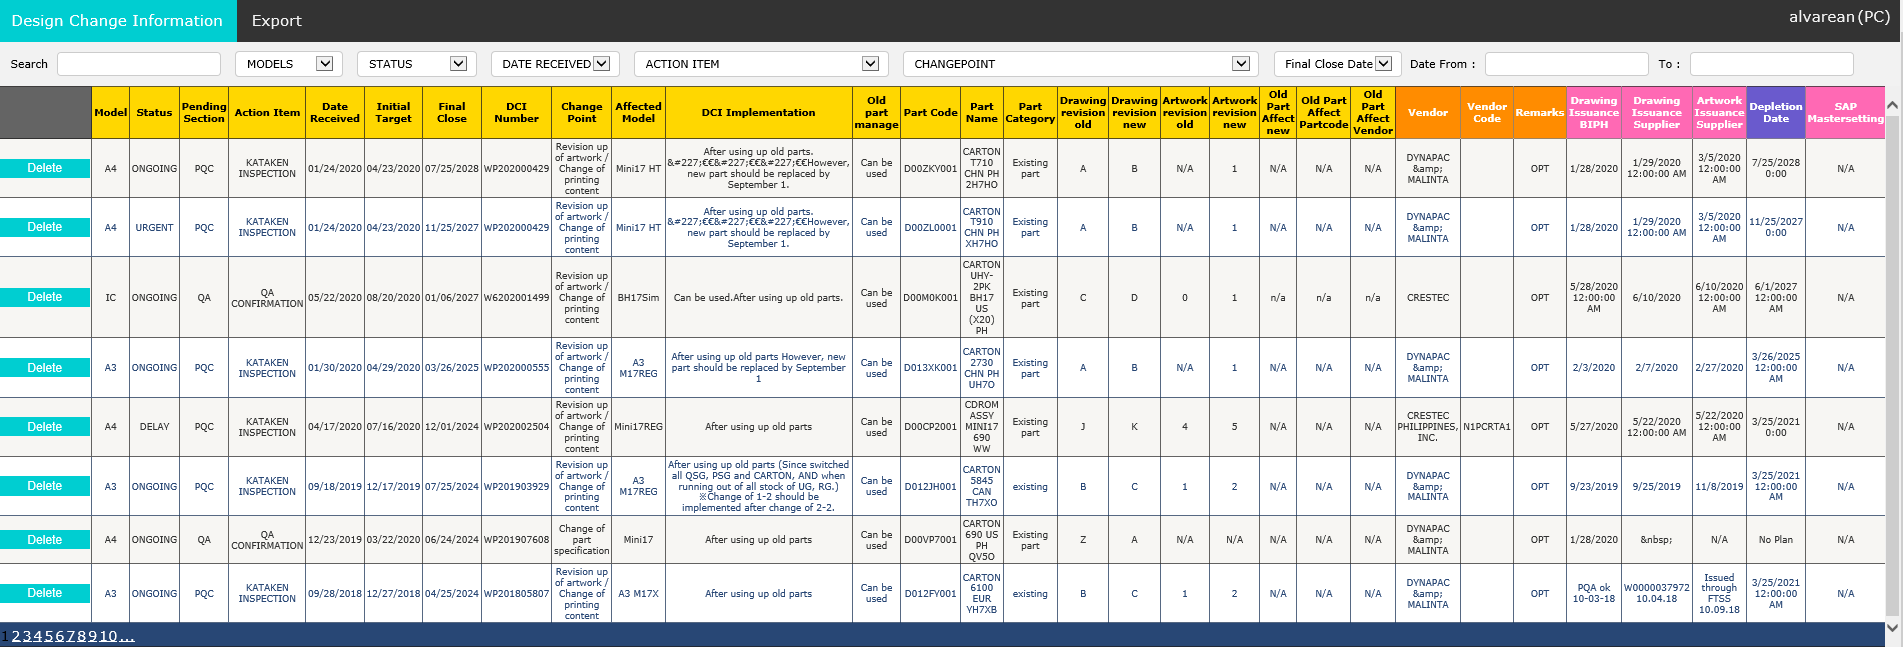 Design Change Information Export alvarean(PC)
Search MODELS STATUS DATE RECEIVED ACTION ITEM CHANGEPOINT Final Close Date Date From : To :
Model Status Pending Section Action Item Date Received Initial Target Final Close DCI Number Change Point Affected Model DCI Implementation Old part manage Part Code Part Name Part Category Drawing revision old Drawing revision new Artwork revision old Artwork revision new Old Part Affect new Old Part Affect Partcode Old Part Affect Vendor Vendor Vendor Code Remarks Drawing Issuance BIPH Drawing Issuance Supplier Artwork Issuance Supplier Depletion Date SAP Mastersetting
Delete A4 ONGOING PQC KATAKEN INSPECTION 01/24/2020 04/23/2020 07/25/2028 WP202000429 Revision up of artwork / Change of printing content Mini17 HT After using up old parts. &#227;€€&#227;€€&#227;€€However, new part should be replaced by September 1. Can be used D00ZKY001 CARTON T710 CHN PH 2H7HO Existing part A B N/A 1 N/A N/A N/A DYNAPAC &amp; MALINTA OPT 1/28/2020 1/29/2020 12:00:00 AM 3/5/2020 12:00:00 AM 7/25/2028 0:00 N/A
Delete A4 URGENT PQC KATAKEN INSPECTION 01/24/2020 04/23/2020 11/25/2027 WP202000429 Revision up of artwork / Change of printing content Mini17 HT After using up old parts. &#227;€€&#227;€€&#227;€€However, new part should be replaced by September 1. Can be used D00ZL0001 CARTON T910 CHN PH XH7HO Existing part A B N/A 1 N/A N/A N/A DYNAPAC &amp; MALINTA OPT 1/28/2020 1/29/2020 12:00:00 AM 3/5/2020 12:00:00 AM 11/25/2027 0:00 N/A
Delete IC ONGOING QA QA CONFIRMATION 05/22/2020 08/20/2020 01/06/2027 W6202001499 Revision up of artwork / Change of printing content BH17Sim Can be used.After using up old parts. Can be used D00M0K001 CARTON UHY-2PK BH17 US (X20) PH Existing part C D 0 1 n/a n/a n/a CRESTEC OPT 5/28/2020 12:00:00 AM 6/10/2020 6/10/2020 12:00:00 AM 6/1/2027 12:00:00 AM N/A
Delete A3 ONGOING PQC KATAKEN INSPECTION 01/30/2020 04/29/2020 03/26/2025 WP202000555 Revision up of artwork / Change of printing content A3 M17REG After using up old parts However, new part should be replaced by September 1 Can be used D013XK001 CARTON 2730 CHN PH UH7O Existing part A B N/A 1 N/A N/A N/A DYNAPAC &amp; MALINTA OPT 2/3/2020 2/7/2020 2/27/2020 3/26/2025 12:00:00 AM N/A
Delete A4 DELAY PQC KATAKEN INSPECTION 04/17/2020 07/16/2020 12/01/2024 WP202002504 Revision up of artwork / Change of printing content Mini17REG After using up old parts Can be used D00CP2001 CDROM ASSY MINI17 690 WW Existing part J K 4 5 N/A N/A N/A CRESTEC PHILIPPINES, INC. N1PCRTA1 OPT 5/27/2020 5/22/2020 12:00:00 AM 5/22/2020 12:00:00 AM 3/25/2021 0:00 N/A
Delete A3 ONGOING PQC KATAKEN INSPECTION 09/18/2019 12/17/2019 07/25/2024 WP201903929 Revision up of artwork / Change of printing content A3 M17REG After using up old parts (Since switched all QSG, PSG and CARTON, AND when running out of all stock of UG, RG.) ※Change of 1-2 should be implemented after change of 2-2. Can be used D012JH001 CARTON 5845 CAN TH7XO existing B C 1 2 N/A N/A N/A DYNAPAC &amp; MALINTA OPT 9/23/2019 9/25/2019 11/8/2019 3/25/2021 12:00:00 AM N/A
Delete A4 ONGOING QA QA CONFIRMATION 12/23/2019 03/22/2020 06/24/2024 WP201907608 Change of part specification Mini17 After using up old parts Can be used D00VP7001 CARTON 690 US PH QV5O Existing part Z A N/A N/A N/A N/A N/A DYNAPAC &amp; MALINTA OPT 1/28/2020 &nbsp; N/A No Plan N/A
Delete A3 ONGOING PQC KATAKEN INSPECTION 09/28/2018 12/27/2018 04/25/2024 WP201805807 Revision up of artwork / Change of printing content A3 M17X After using up old parts Can be used D012FY001 CARTON 6100 EUR YH7XB existing B C 1 2 N/A N/A N/A DYNAPAC &amp; MALINTA OPT PQA ok 10-03-18 W0000037972 10.04.18 Issued through FTSS 10.09.18 3/25/2021 12:00:00 AM N/A
1 2 3 4 5 6 7 8 9 10 ...